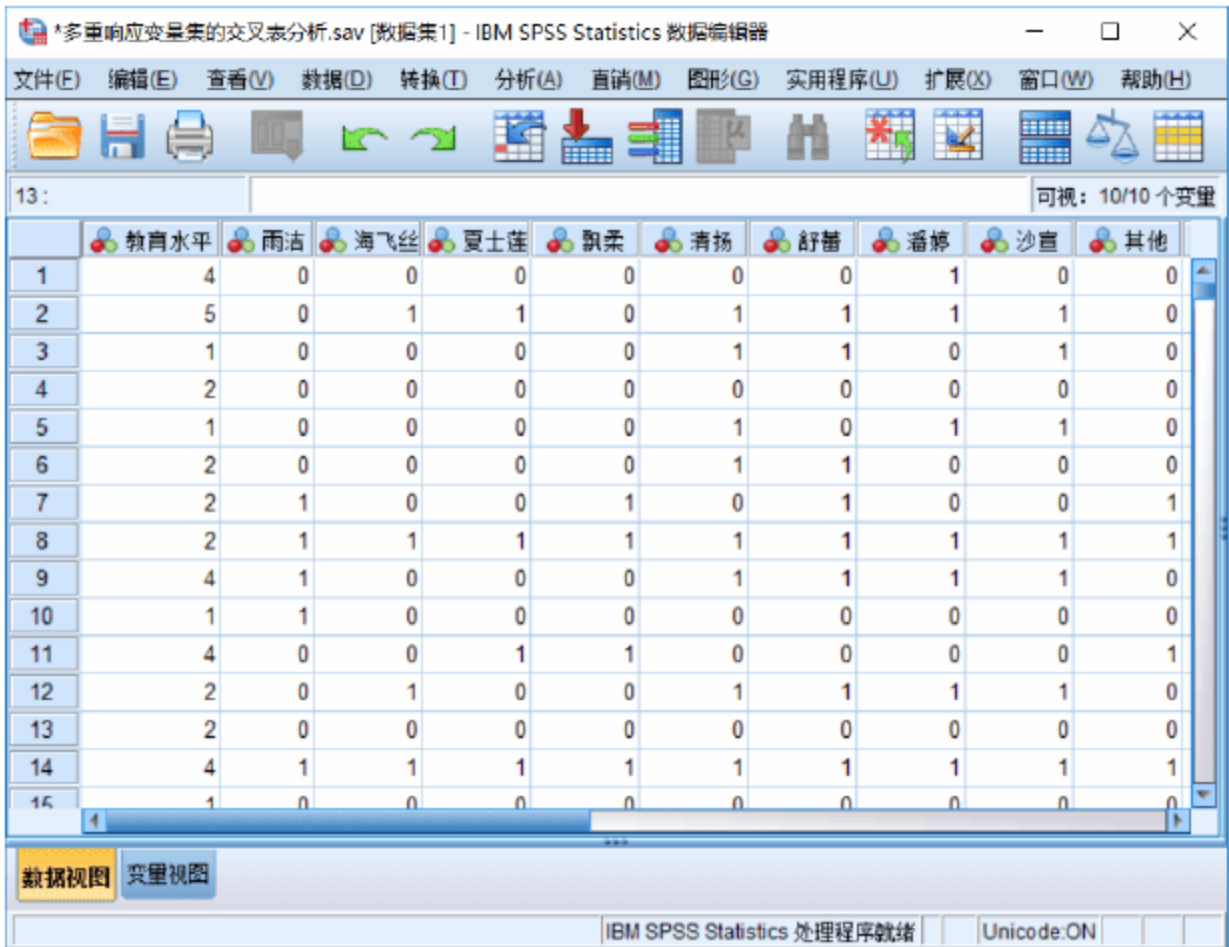 *多重响应变量集的交叉表分析.sav [数据集1] - IBM SPSS Statistics 数据编辑器
文件(F) 编辑(E) 查看(V) 数据(D) 转换(T) 分析(A) 直销(M) 图形(G) 实用程序(U) 扩展(X) 窗口(W) 帮助(H)
13 : 可视: 10/10 个变量
教育水平 雨洁 海飞丝 夏士莲 飘柔 清扬 舒蕾 潘婷 沙宣 其他
1 4 0 0 0 0 0 0 1 0 0
2 5 0 1 1 0 1 1 1 1 0
3 1 0 0 0 0 1 1 0 1 0
4 2 0 0 0 0 0 0 0 0 0
5 1 0 0 0 0 1 0 1 1 0
6 2 0 0 0 0 1 1 0 0 0
7 2 1 0 0 1 0 1 0 0 1
8 2 1 1 1 1 1 1 1 1 1
9 4 1 0 0 0 1 1 1 1 0
10 1 1 0 0 0 0 0 0 0 0
11 4 0 0 1 1 0 0 0 0 1
12 2 0 1 0 0 1 1 1 1 0
13 2 0 0 0 0 0 0 0 0 0
14 4 1 1 1 1 1 1 1 1 1
15 1 0 0 0 0 0 0 0 0 0
数据视图 变量视图
IBM SPSS Statistics 处理程序就绪 Unicode:ON